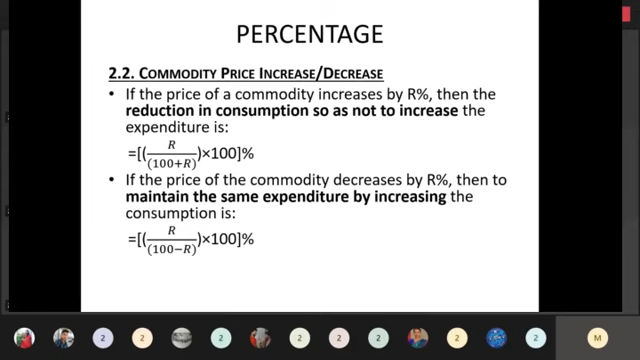 PERCENTAGE
2.2. COMMODITY PRICE INCREASE/DECREASE
• If the price of a commodity increases by R%, then the
reduction in consumption so as not to increase the
expenditure is:
=[(R/(100+R))×100]%
• If the price of the commodity decreases by R%, then to
maintain the same expenditure by increasing the
consumption is:
=[(R/(100−R))×100]%
2 2 2 2 2 2 2 2 M